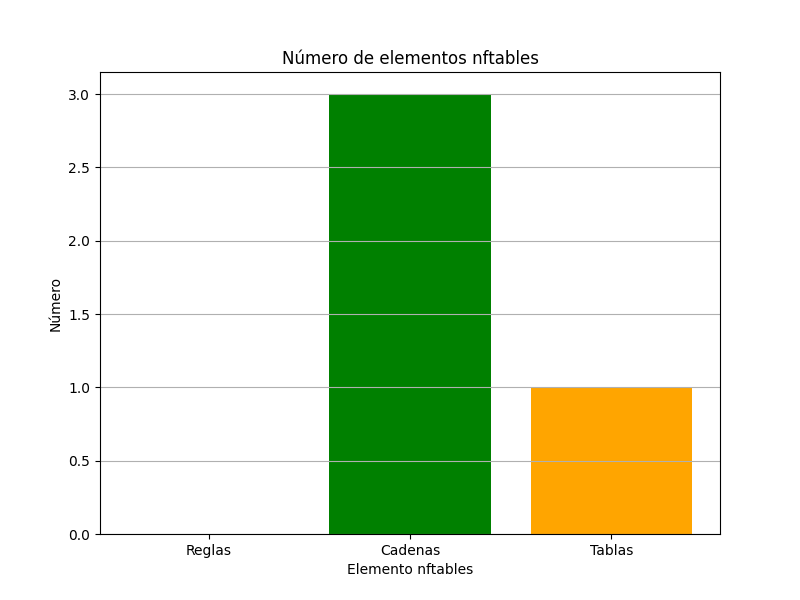 Número de elementos nftables
Número
3.0
2.5
2.0
1.5
1.0
0.5
0.0
Reglas
Cadenas
Tablas
Elemento nftables